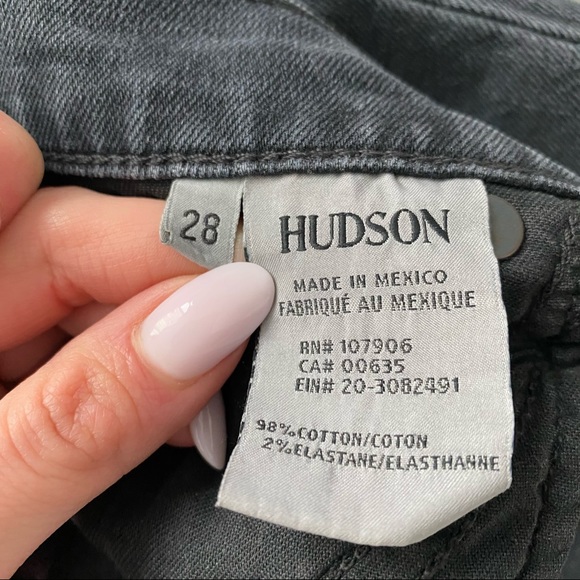 28
HUDSON
MADE IN MEXICO
FABRIQUÉ AU MEXIQUE
RN# 107906
CA# 00635
EIN# 20-3082491
98%COTTON/COTON
2%ELASTANE/ELASTHANNE